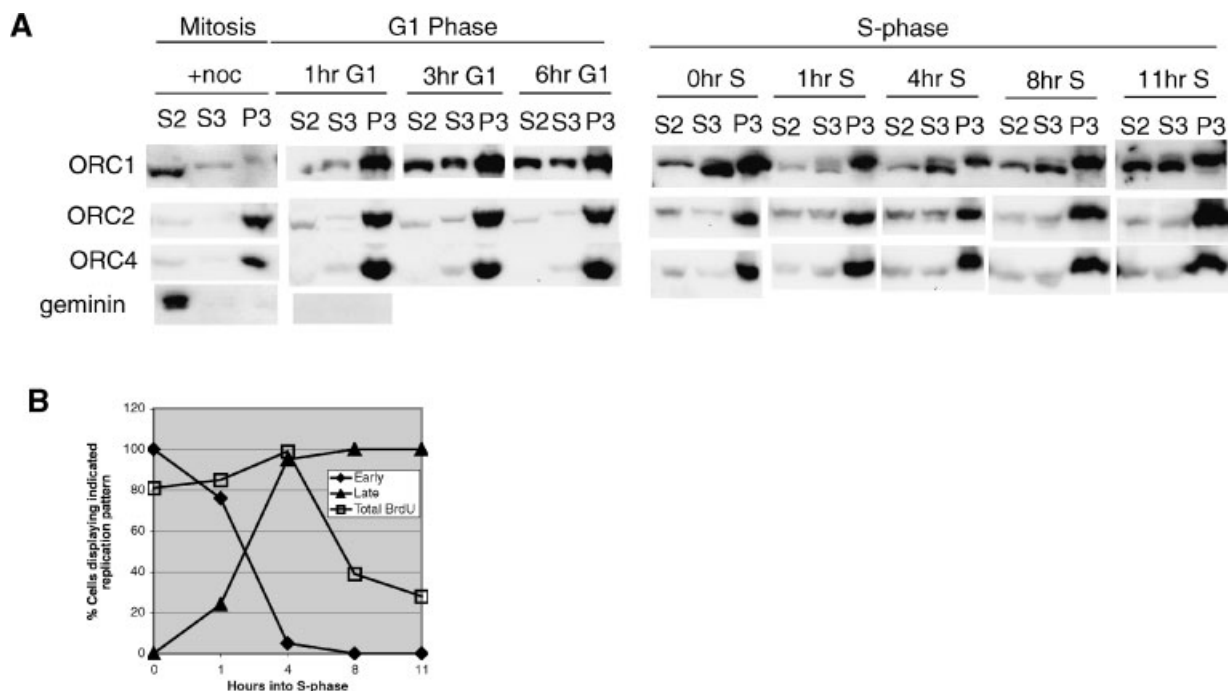 A
Mitosis G1 Phase S-phase
+noc 1hr G1 3hr G1 6hr G1 0hr S 1hr S 4hr S 8hr S 11hr S
S2 S3 P3 S2 S3 P3 S2 S3 P3 S2 S3 P3 S2 S3 P3 S2 S3 P3 S2 S3 P3 S2 S3 P3 S2 S3 P3
ORC1
ORC2
ORC4
geminin
B
% Cells displaying indicated
replication pattern
120
100
80
60
40
20
0
Early
Late
Total BrdU
0 1 4 8 11
Hours into S-phase